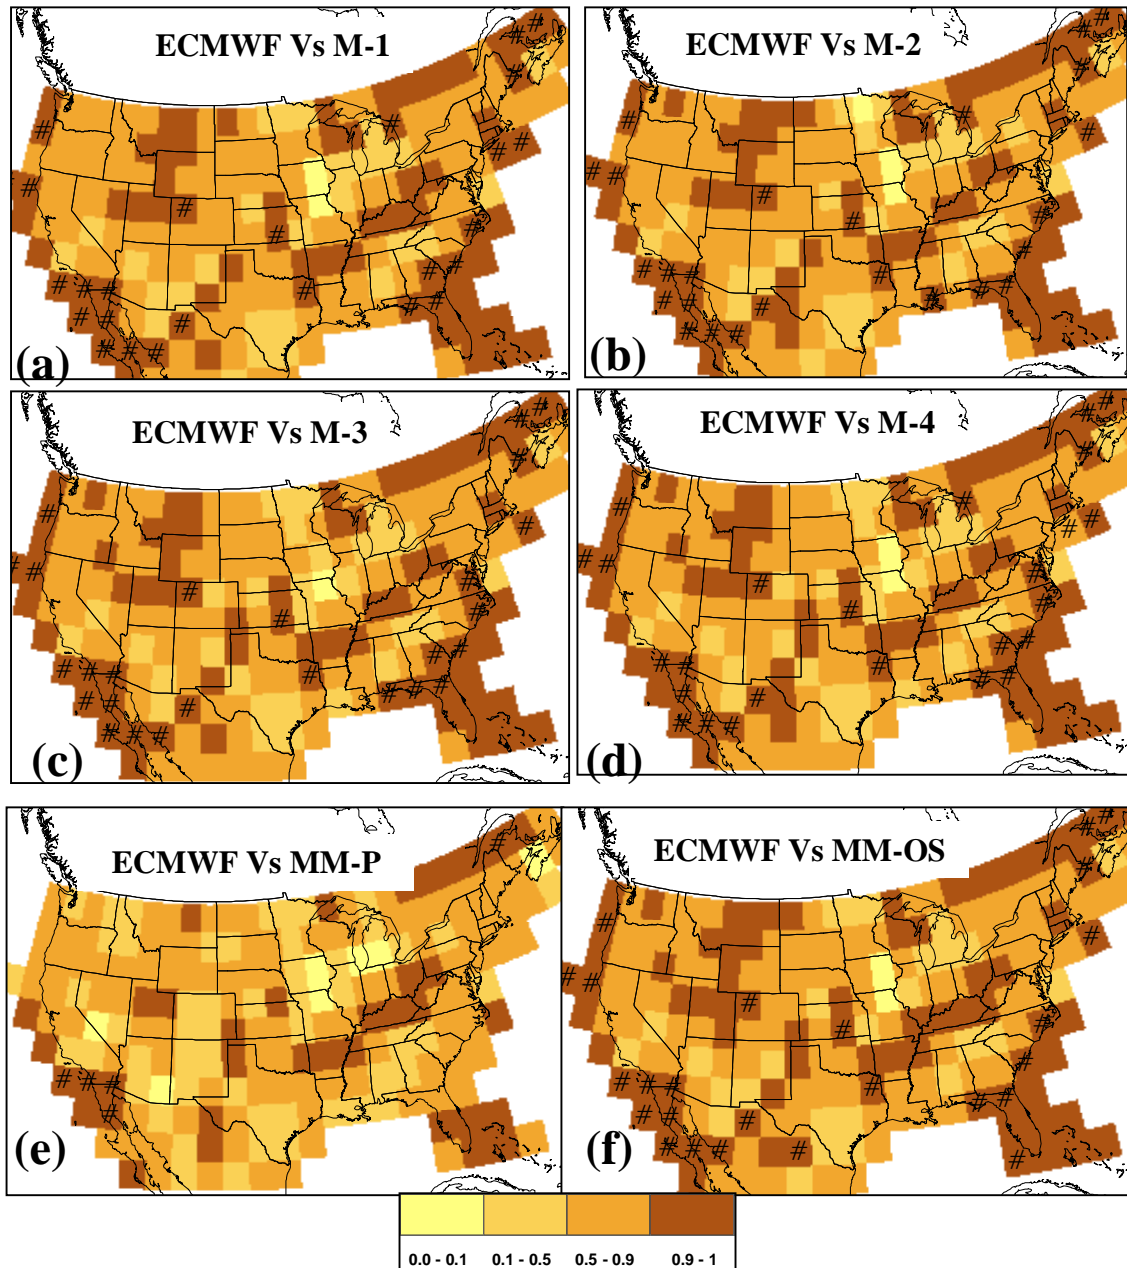 ECMWF Vs M-1
ECMWF Vs M-2
(a)
(b)
ECMWF Vs M-3
ECMWF Vs M-4
(c)
(d)
ECMWF Vs MM-P
ECMWF Vs MM-OS
(e)
(f)
0.0 - 0.1 0.1 - 0.5 0.5 - 0.9 0.9 - 1